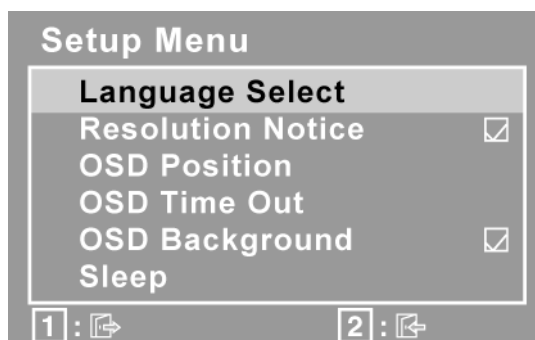 Setup Menu
Language Select
Resolution Notice
OSD Position
OSD Time Out
OSD Background
Sleep
1 : 2 :